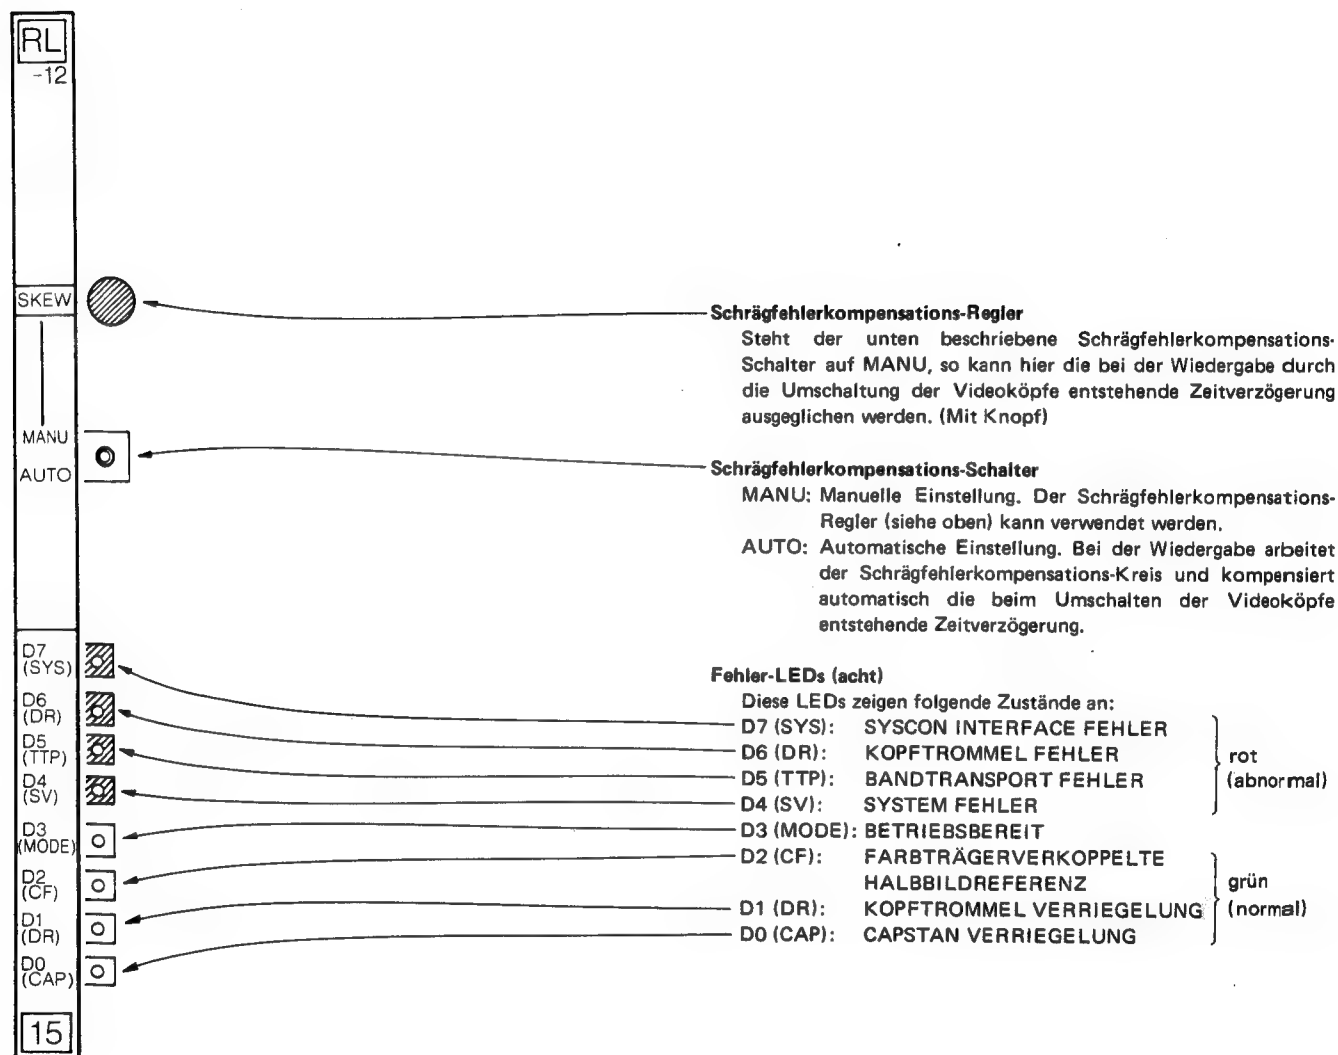 RL
-12
SKEW
MANU
AUTO
D7
(SYS)
D6
(DR)
D5
(TTP)
D4
(SV)
D3
(MODE)
D2
(CF)
D1
(DR)
D0
(CAP)
15
Schrägfehlerkompensations-Regler
Steht der unten beschriebene Schrägfehlerkompensations-
Schalter auf MANU, so kann hier die bei der Wiedergabe durch
die Umschaltung der Videoköpfe entstehende Zeitverzögerung
ausgeglichen werden. (Mit Knopf)
Schrägfehlerkompensations-Schalter
MANU: Manuelle Einstellung. Der Schrägfehlerkompensations-
Regler (siehe oben) kann verwendet werden.
AUTO: Automatische Einstellung. Bei der Wiedergabe arbeitet
der Schrägfehlerkompensations-Kreis und kompensiert
automatisch die beim Umschalten der Videoköpfe
entstehende Zeitverzögerung.
Fehler-LEDs (acht)
Diese LEDs zeigen folgende Zustände an:
D7 (SYS): SYSCON INTERFACE FEHLER
D6 (DR): KOPFTROMMEL FEHLER
D5 (TTP): BANDTRANSPORT FEHLER
D4 (SV): SYSTEM FEHLER
rot
(abnormal)
D3 (MODE): BETRIEBSBEREIT
D2 (CF): FARBTRÄGERVERKOPPELTE
HALBBILDREFERENZ
D1 (DR): KOPFTROMMEL VERRIEGELUNG
D0 (CAP): CAPSTAN VERRIEGELUNG
grün
(normal)